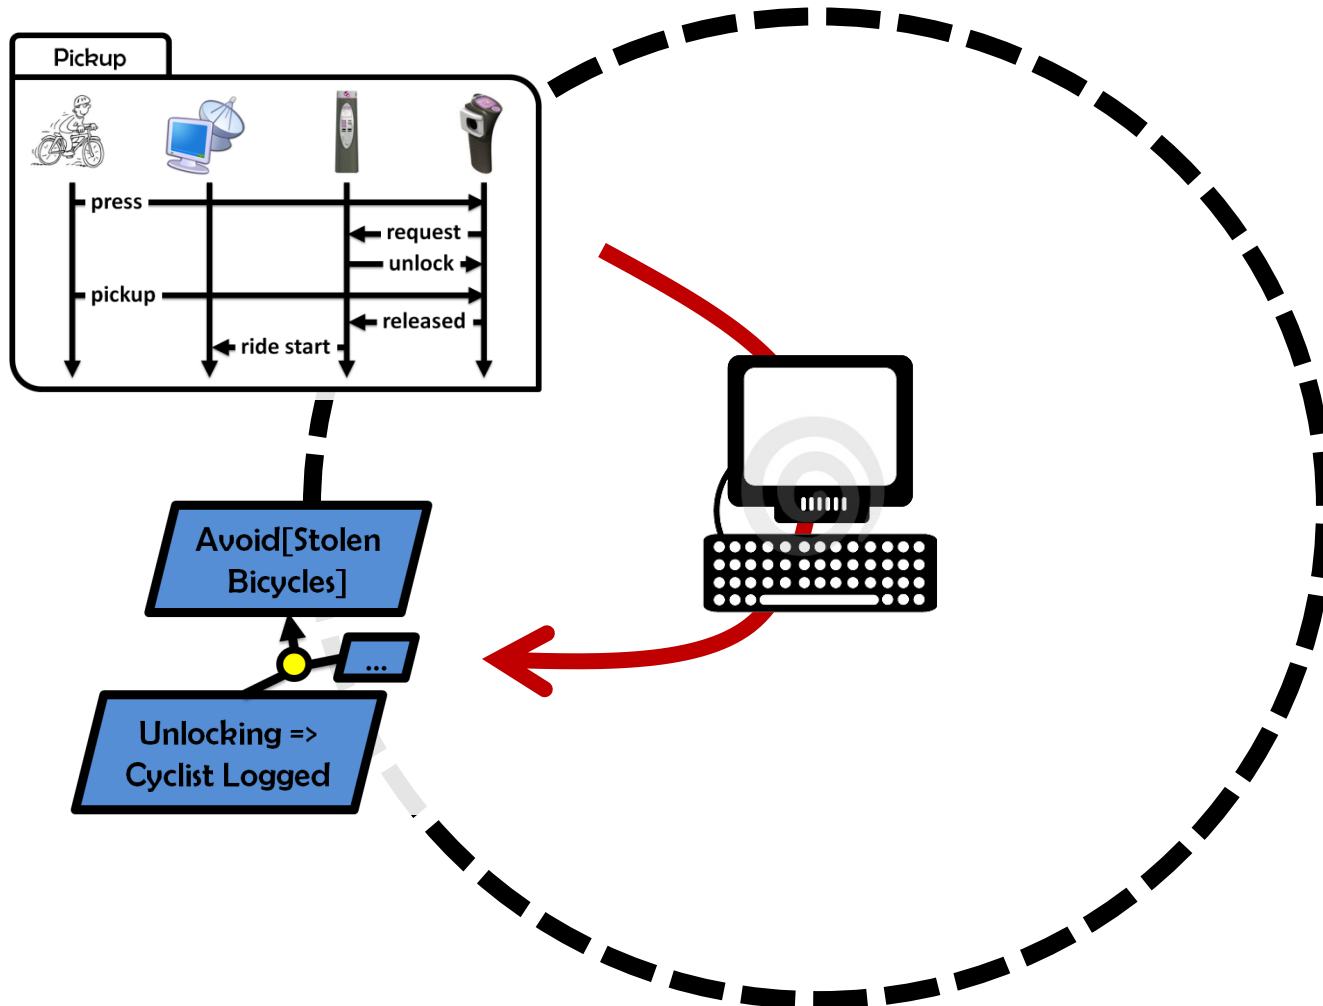 Pickup
press
request
unlock
pickup
released
ride start
Avoid[Stolen
Bicycles]
...
Unlocking =>
Cyclist Logged